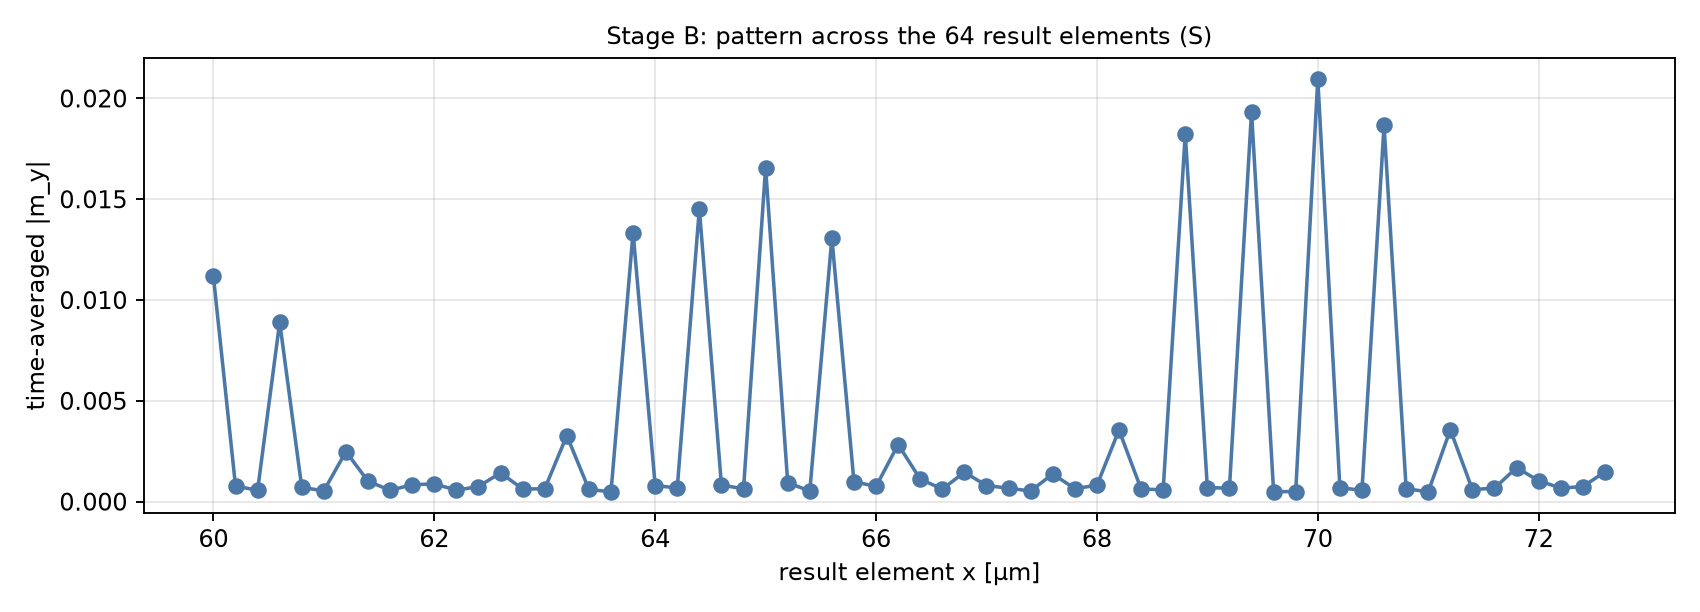 Stage B: pattern across the 64 result elements (S)
time-averaged |m_y|
0.020
0.015
0.010
0.005
0.000
60 62 64 66 68 70 72
result element x [µm]